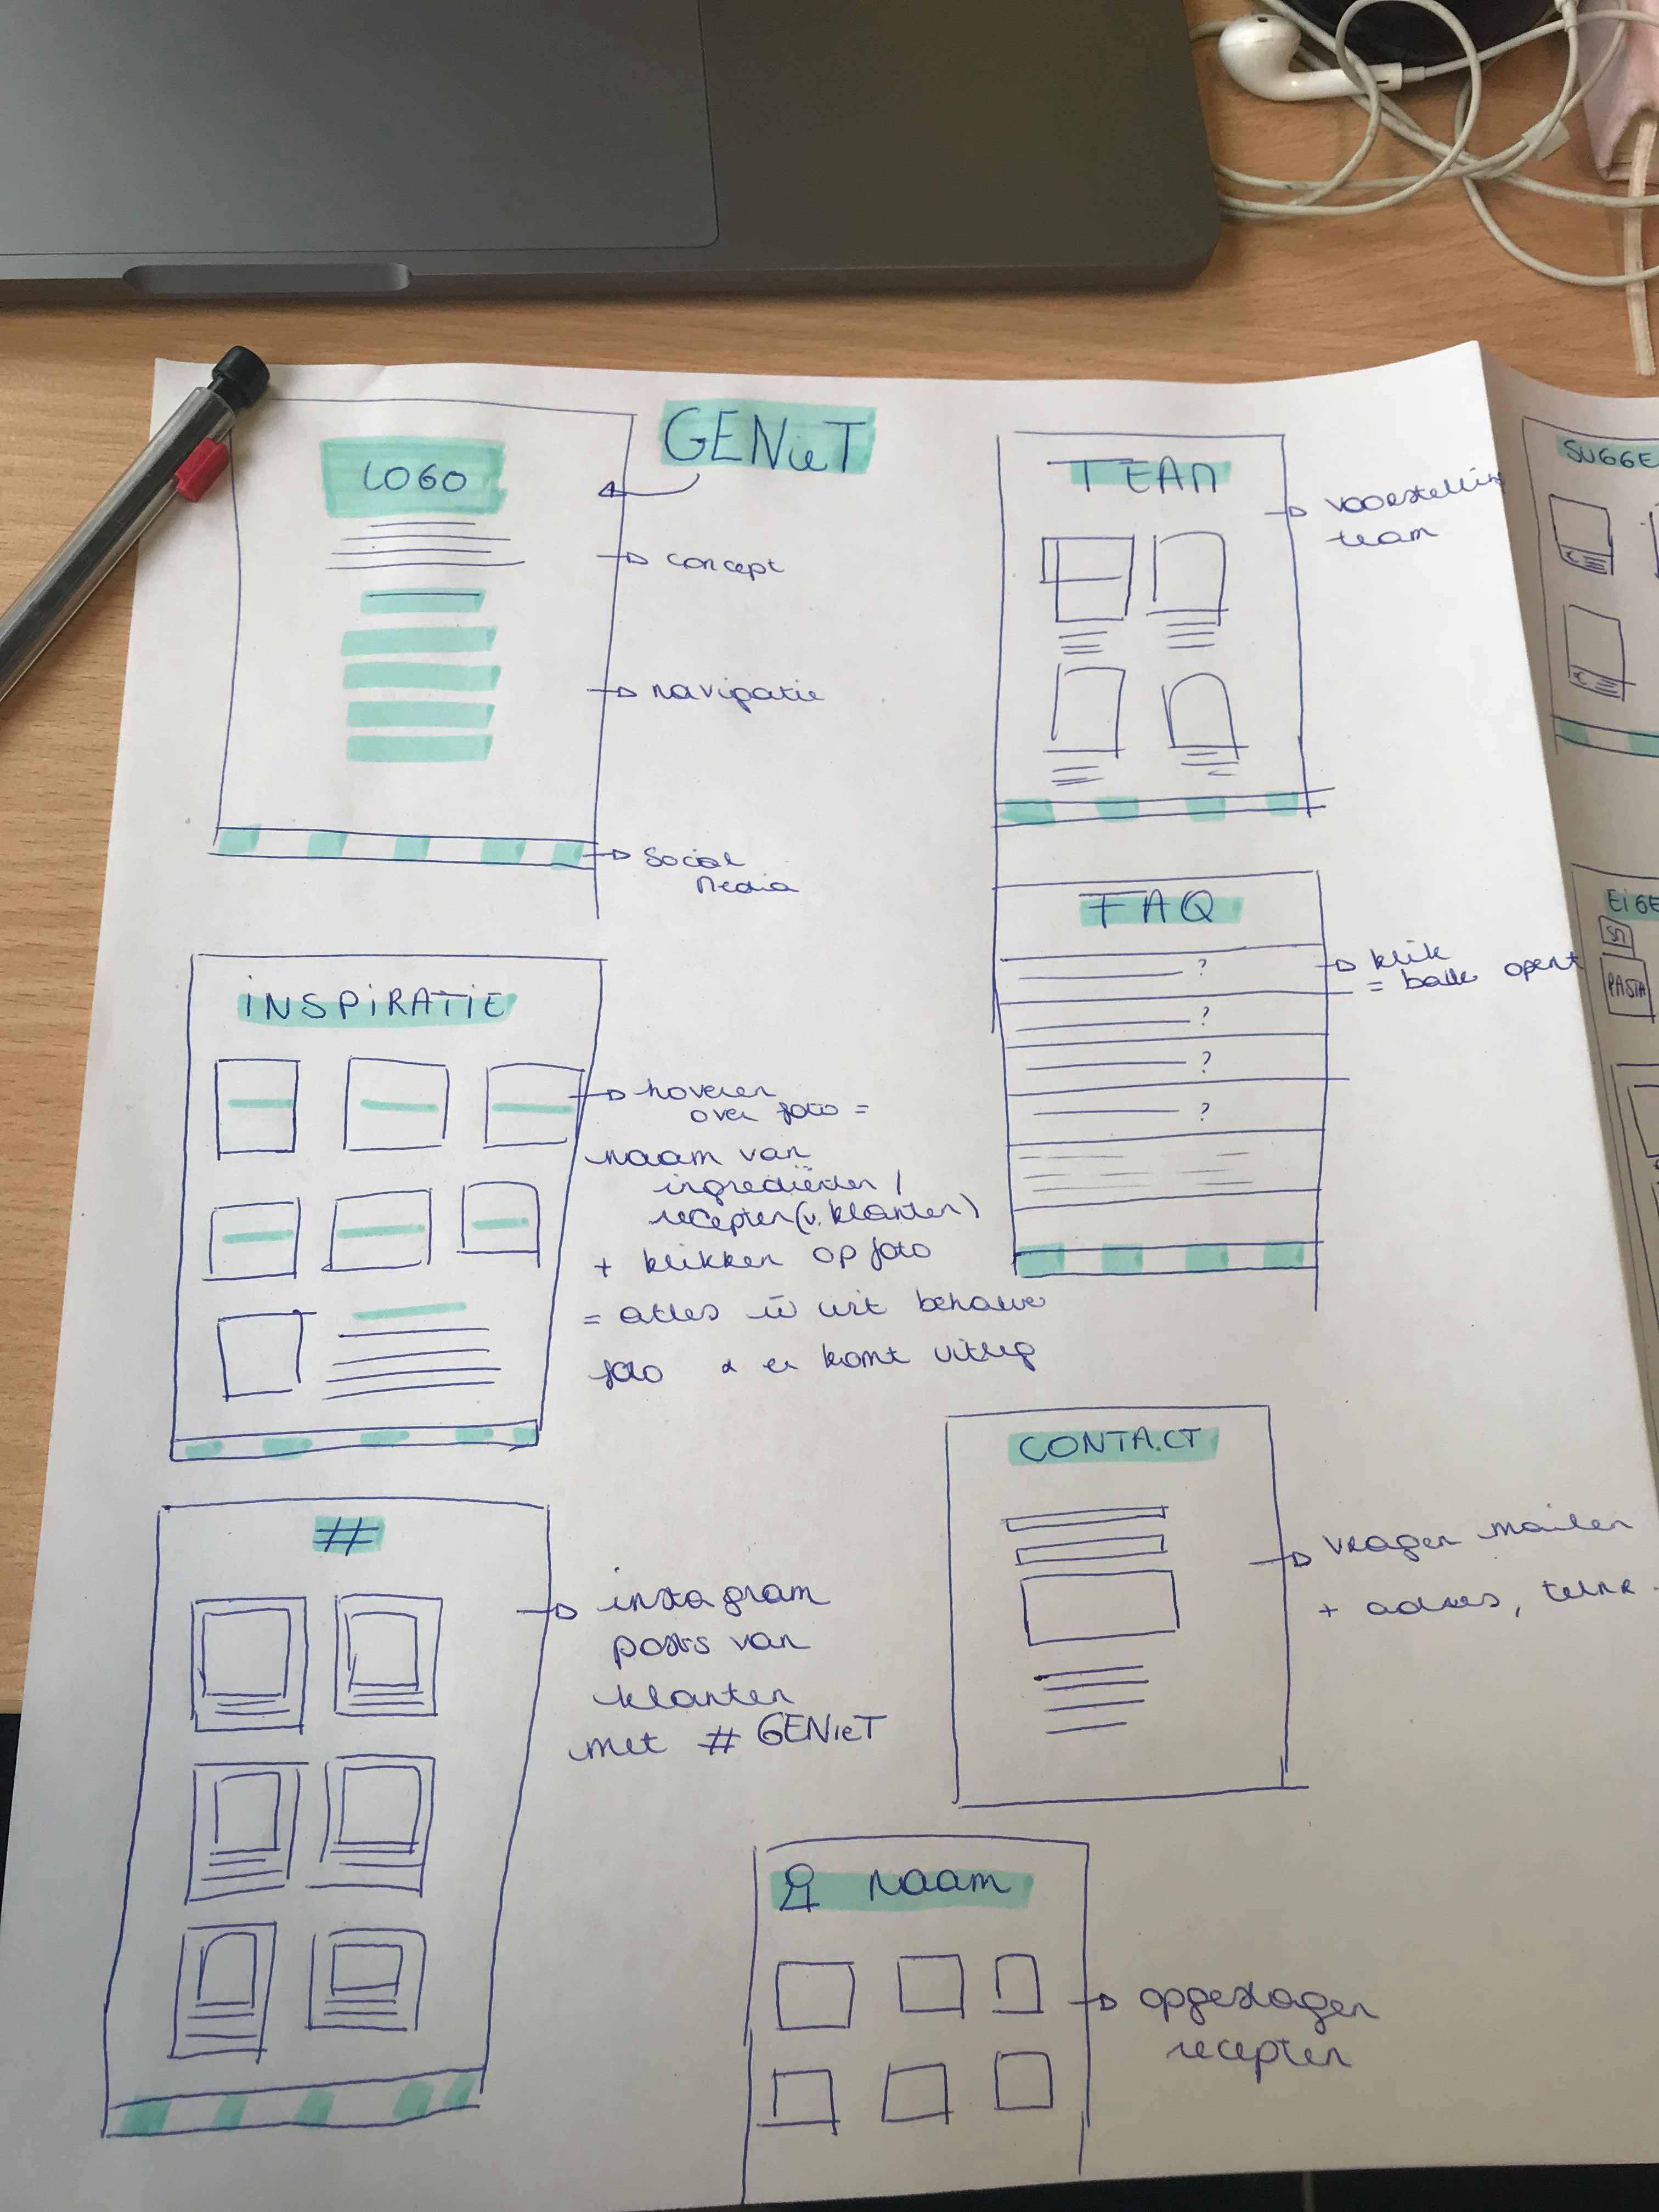 GENieT
LOGO
concept
navigatie
Social
Media
INSPIRATIE
hoveren
over foto =
naam van
ingrediënten /
recepten (v. klanten)
+ klikken op foto
= alles w wit behalve
foto & er komt uitleg
#
instagram
posts van
klanten
met # GENieT
TEAM
voorstelling
team
FAQ
?
?
?
?
klik
= balk opent
CONTACT
vragen mailen
+ adres, telnr.
naam
opgeslagen
recepten
SUGGE
EIGE
PASTA